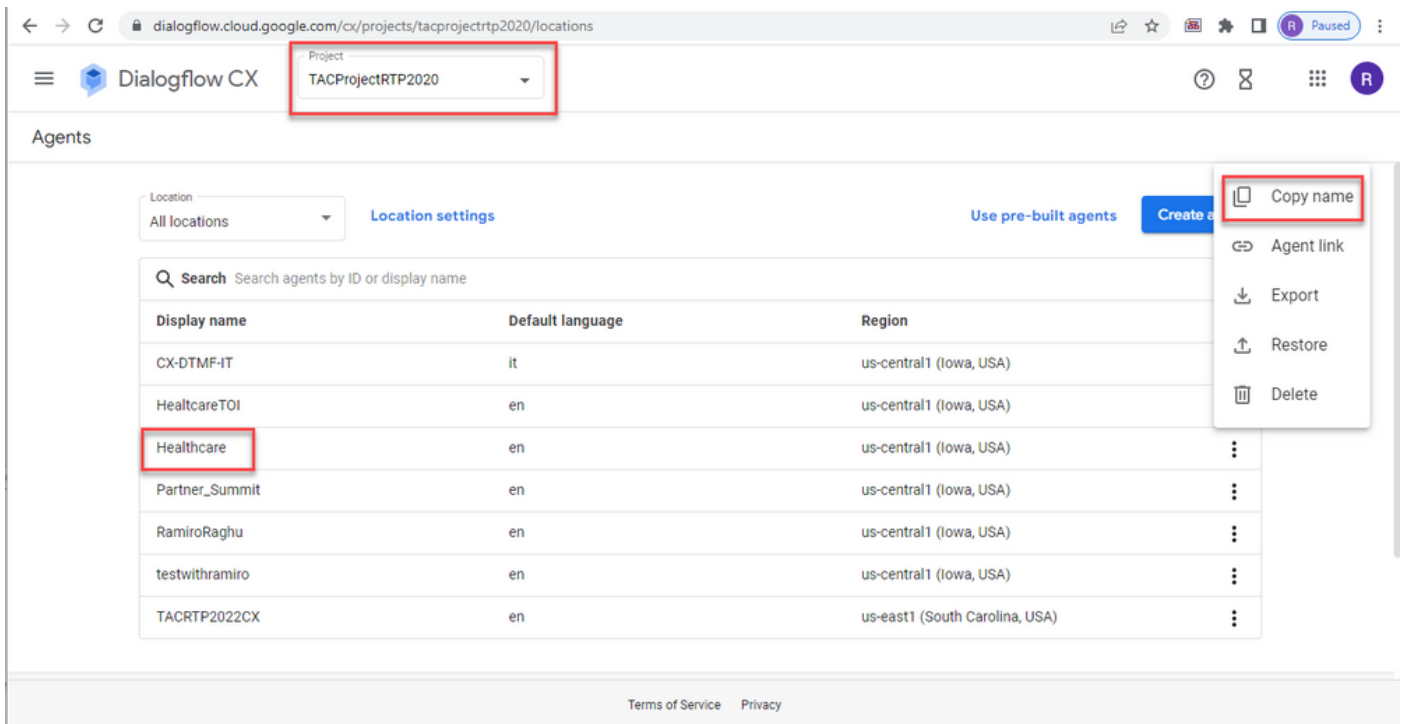 dialogflow.cloud.google.com/cx/projects/tacprojectrtp2020/locations
R Paused
Project
Dialogflow CX TACProjectRTP2020
R
Agents
Location
All locations Location settings Use pre-built agents Create a
Copy name
Agent link
Export
Restore
Delete
Search Search agents by ID or display name
Display name Default language Region
CX-DTMF-IT it us-central1 (Iowa, USA)
HealtcareTOI en us-central1 (Iowa, USA)
Healthcare en us-central1 (Iowa, USA)
Partner_Summit en us-central1 (Iowa, USA)
RamiroRaghu en us-central1 (Iowa, USA)
testwithramiro en us-central1 (Iowa, USA)
TACRTP2022CX en us-east1 (South Carolina, USA)
Terms of Service Privacy